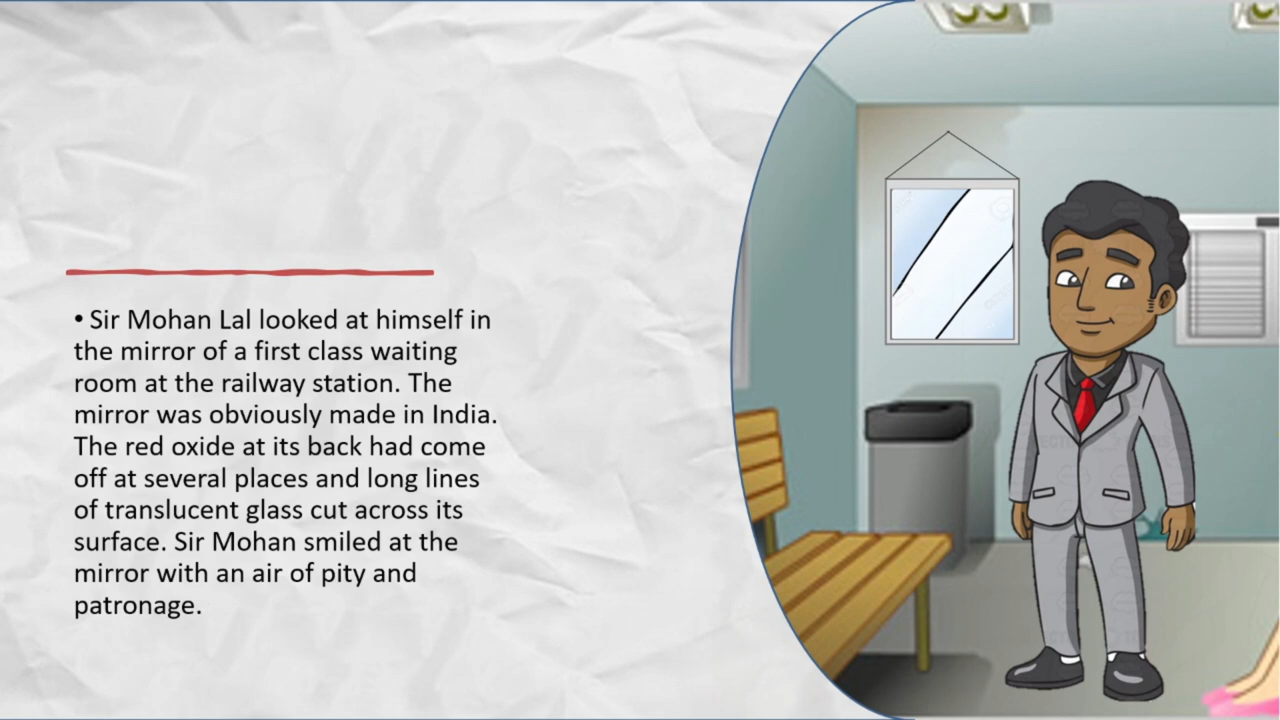 • Sir Mohan Lal looked at himself in
the mirror of a first class waiting
room at the railway station. The
mirror was obviously made in India.
The red oxide at its back had come
off at several places and long lines
of translucent glass cut across its
surface. Sir Mohan smiled at the
mirror with an air of pity and
patronage.